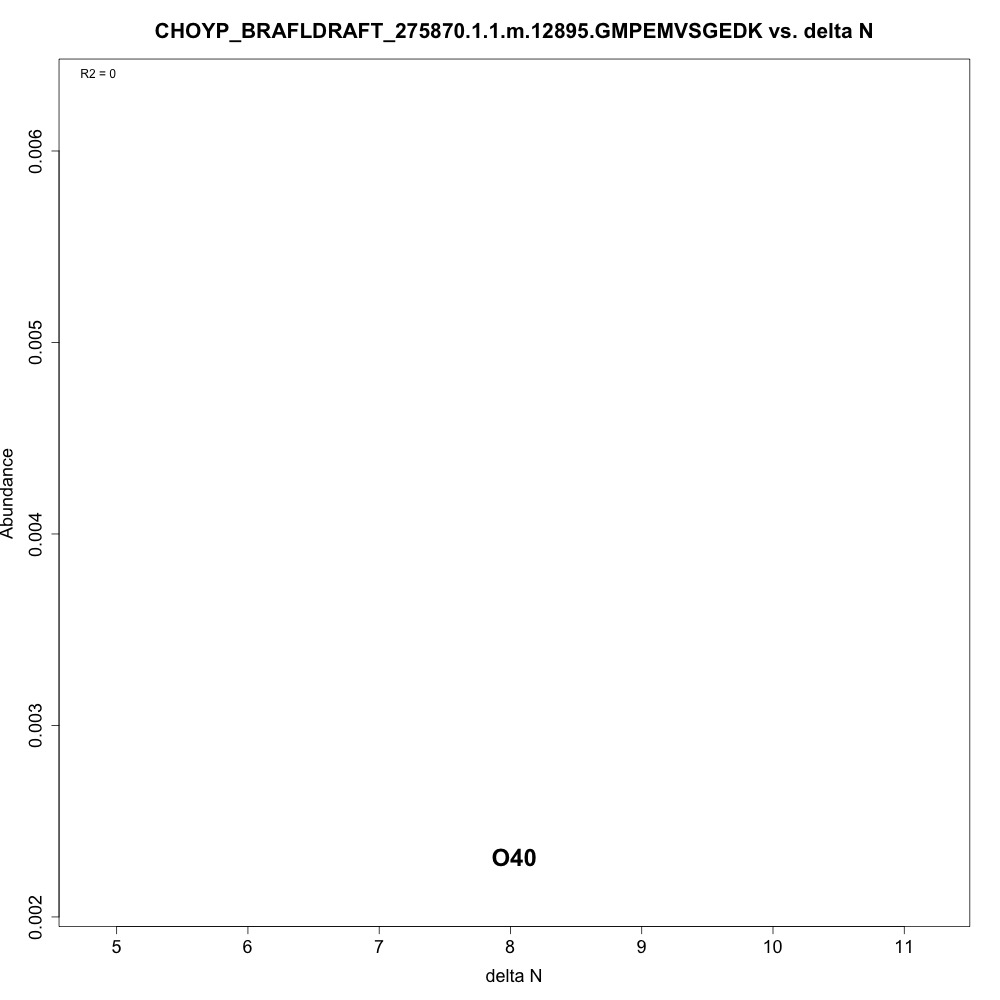 CHOYP_BRAFLDRAFT_275870.1.1.m.12895.GMPEMVSGEDK vs. delta N
R2 = 0
0.006
0.005
0.004
0.003
0.002
Abundance
O40
5 6 7 8 9 10 11
delta N